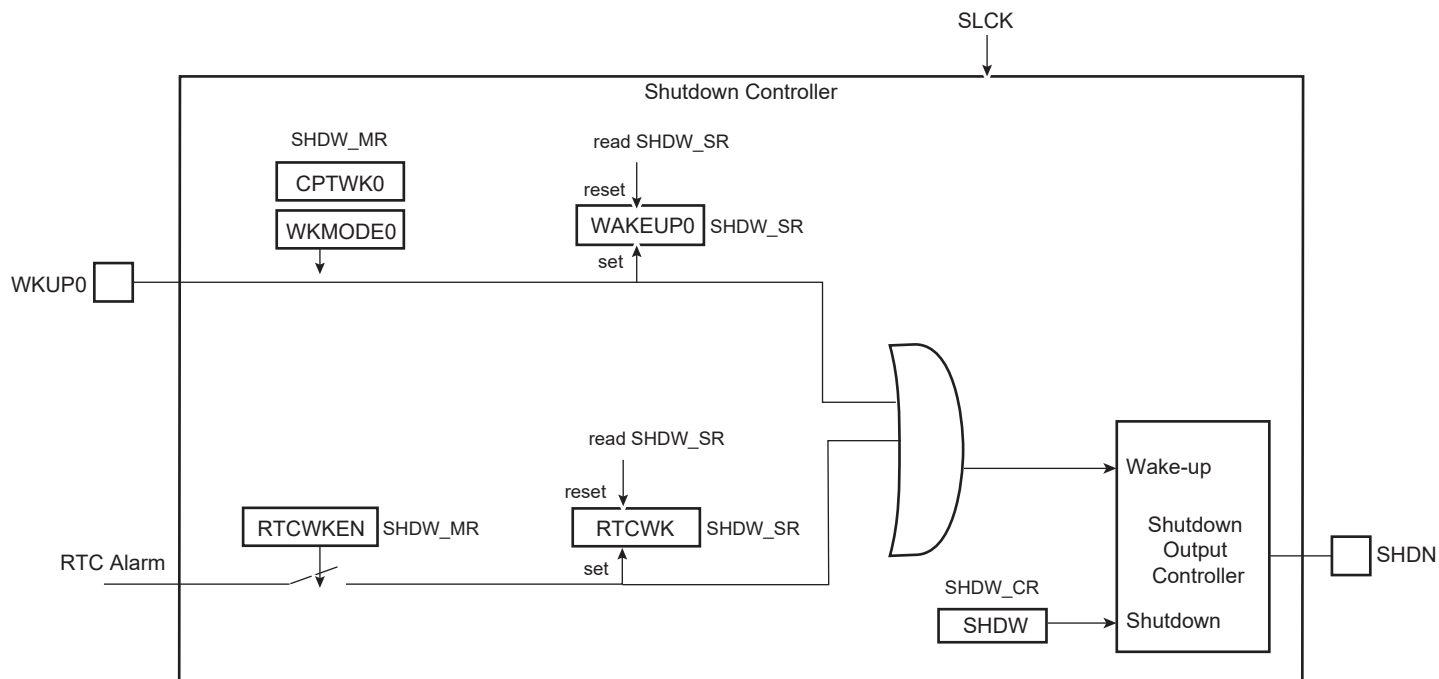 SLCK
Shutdown Controller
SHDW_MR
read SHDW_SR
CPTWK0
reset
WKMODE0
WAKEUP0
SHDW_SR
set
WKUP0
read SHDW_SR
Wake-up
reset
RTCWKEN
SHDW_MR
RTCWK
SHDW_SR
Shutdown
Output
Controller
SHDN
RTC Alarm
set
SHDW_CR
SHDW
Shutdown